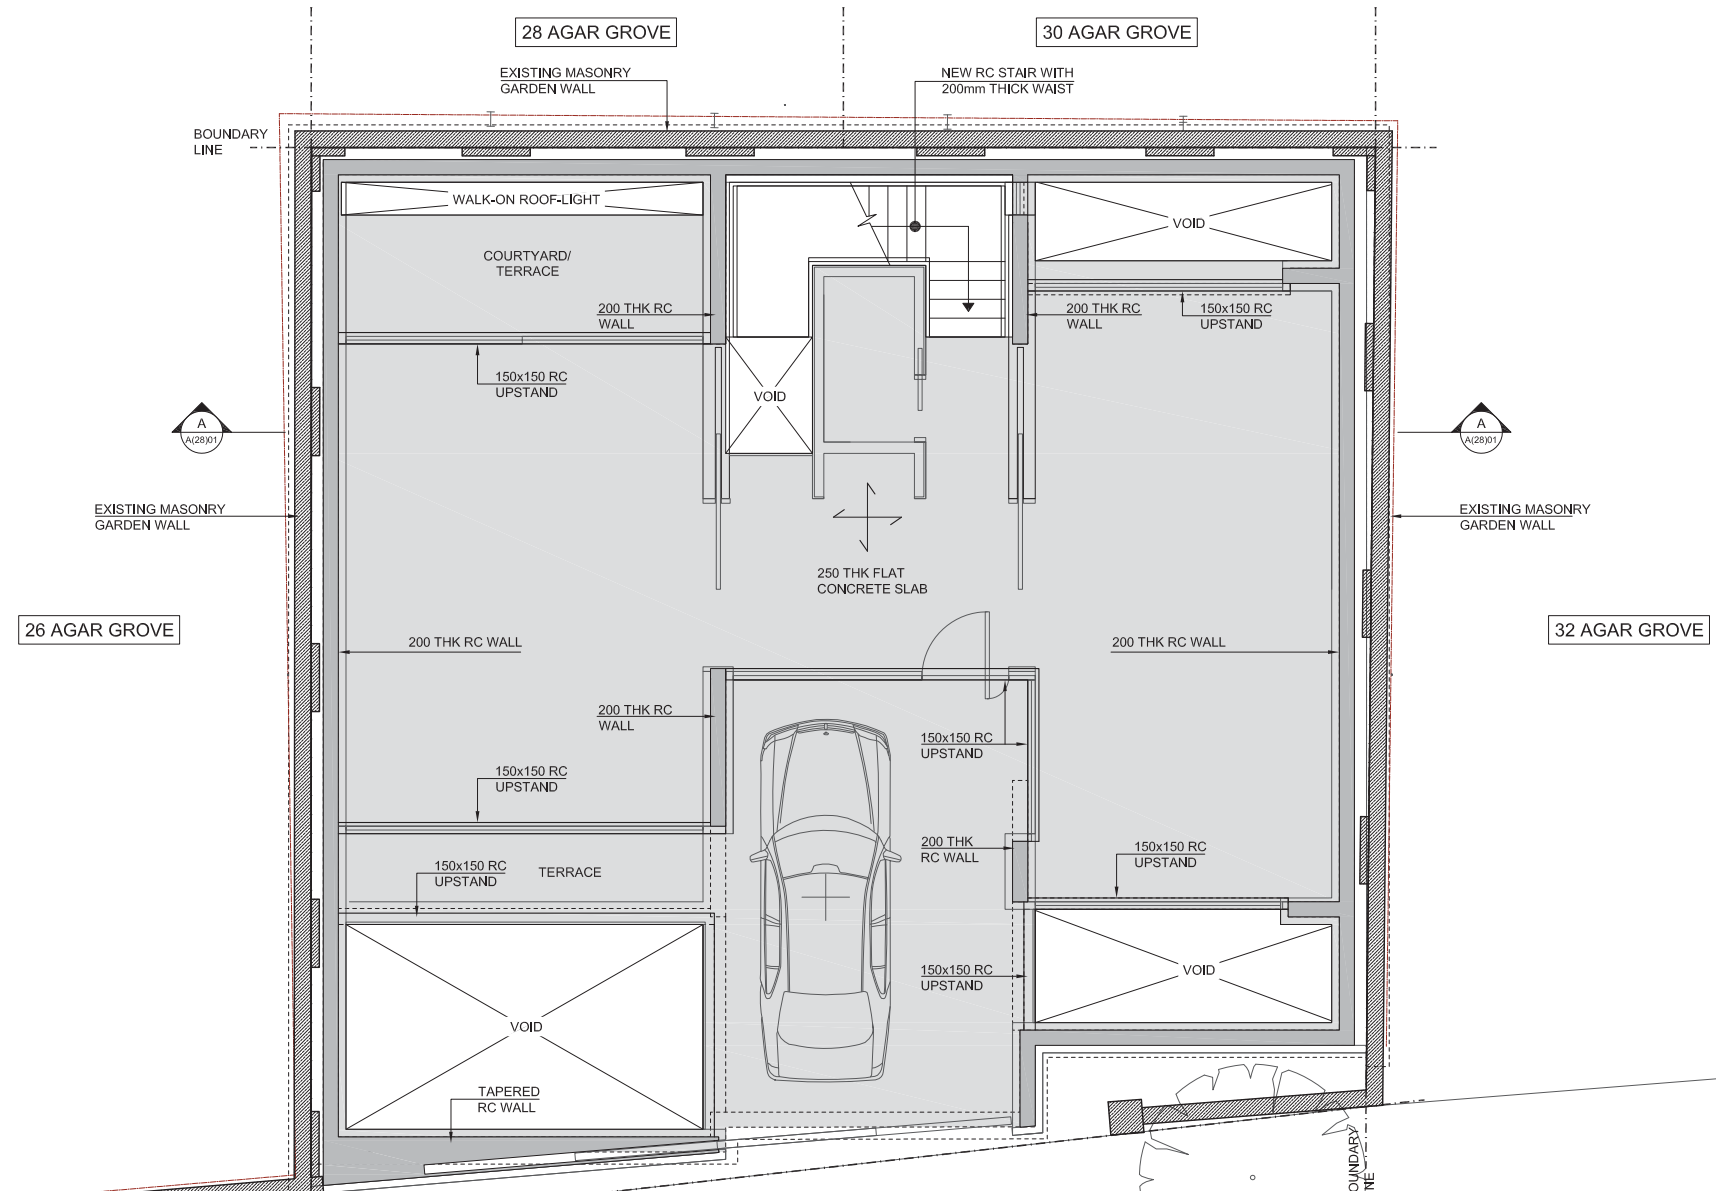 28 AGAR GROVE
30 AGAR GROVE
EXISTING MASONRY
GARDEN WALL
NEW RC STAIR WITH
200mm THICK WAIST
BOUNDARY
LINE
WALK-ON ROOF-LIGHT
VOID
COURTYARD/
TERRACE
200 THK RC
WALL
200 THK RC
WALL
150x150 RC
UPSTAND
150x150 RC
UPSTAND
VOID
A
A(28)01
A
A(28)01
EXISTING MASONRY
GARDEN WALL
EXISTING MASONRY
GARDEN WALL
250 THK FLAT
CONCRETE SLAB
26 AGAR GROVE
32 AGAR GROVE
200 THK RC WALL
200 THK RC WALL
200 THK RC
WALL
150x150 RC
UPSTAND
150x150 RC
UPSTAND
200 THK
RC WALL
150x150 RC
UPSTAND
150x150 RC
UPSTAND
TERRACE
150x150 RC
UPSTAND
VOID
VOID
TAPERED
RC WALL